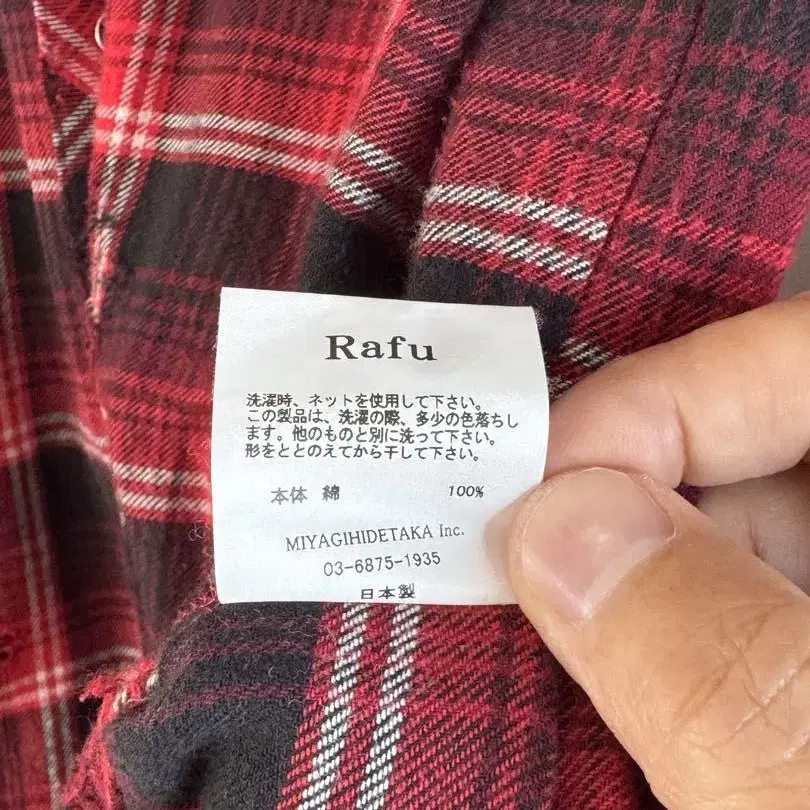 Rafu
洗濯時、ネットを使用して下さい。
この製品は、洗濯の際、多少の色落ちし
ます。他のものと別に洗って下さい。
形をととのえてから干して下さい。
本体 綿 100%
MIYAGIHIDETAKA Inc.
03-6875-1935
日本製